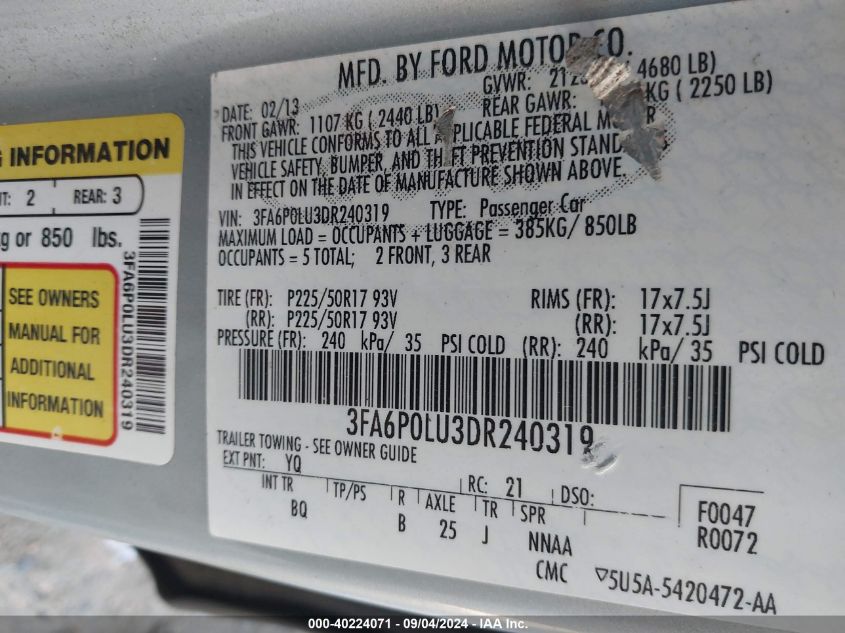 MFD. BY FORD MOTOR CO.
DATE: 02/13
GVWR: 4680 LB)
FRONT GAWR: 1107 KG ( 2440 LB)
REAR GAWR: KG ( 2250 LB)
THIS VEHICLE CONFORMS TO ALL APPLICABLE FEDERAL MOTOR
VEHICLE SAFETY, BUMPER, AND THEFT PREVENTION STANDARDS
IN EFFECT ON THE DATE OF MANUFACTURE SHOWN ABOVE.
VIN: 3FA6P0LU3DR240319 TYPE: Passenger Car
MAXIMUM LOAD = OCCUPANTS + LUGGAGE = 385KG/ 850LB
OCCUPANTS = 5 TOTAL; 2 FRONT, 3 REAR
TIRE (FR): P225/50R17 93V RIMS (FR): 17x7.5J
(RR): P225/50R17 93V (RR): 17x7.5J
PRESSURE (FR): 240 kPa/ 35 PSI COLD (RR): 240 kPa/ 35 PSI COLD
3FA6P0LU3DR240319
TRAILER TOWING - SEE OWNER GUIDE
EXT PNT: YQ RC: 21 DSO:
INT TR TP/PS R AXLE TR SPR
BQ B 25 J NNAA
CMC
F0047
R0072
▽5U5A-5420472-AA
INFORMATION
2 REAR: 3
or 850 lbs.
SEE OWNERS
MANUAL FOR
ADDITIONAL
INFORMATION
3FA6P0LU3DR240319
000-40224071 - 09/04/2024 - IAA Inc.